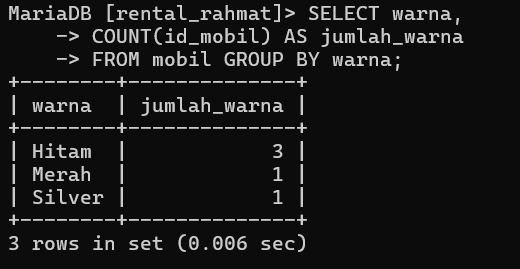 MariaDB [rental_rahmat]> SELECT warna,
    -> COUNT(id_mobil) AS jumlah_warna
    -> FROM mobil GROUP BY warna;
+--------+--------------+
| warna  | jumlah_warna |
+--------+--------------+
| Hitam  |            3 |
| Merah  |            1 |
| Silver |            1 |
+--------+--------------+
3 rows in set (0.006 sec)